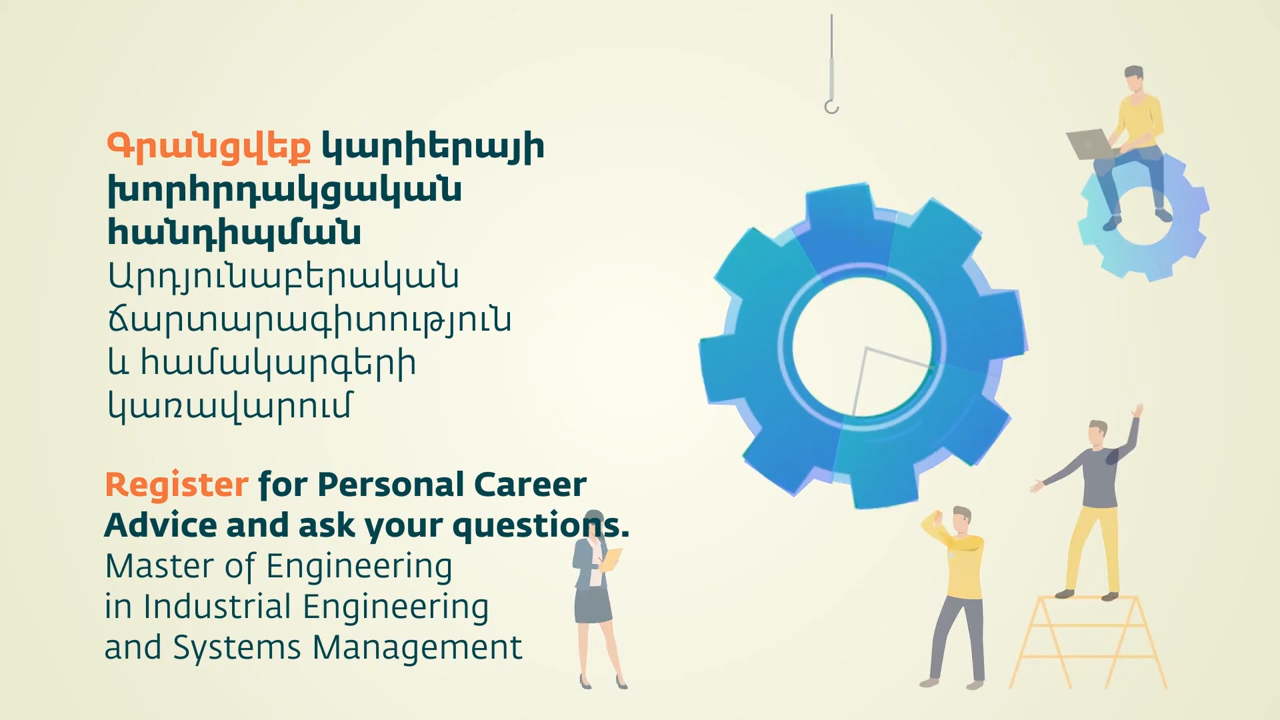 Գրանցվեք կարիերայի
խորհրդակցական
հանդիպման
Արդյունաբերական
ճարտարագիտություն
և համակարգերի
կառավարում
Register for Personal Career
Advice and ask your questions.
Master of Engineering
in Industrial Engineering
and Systems Management